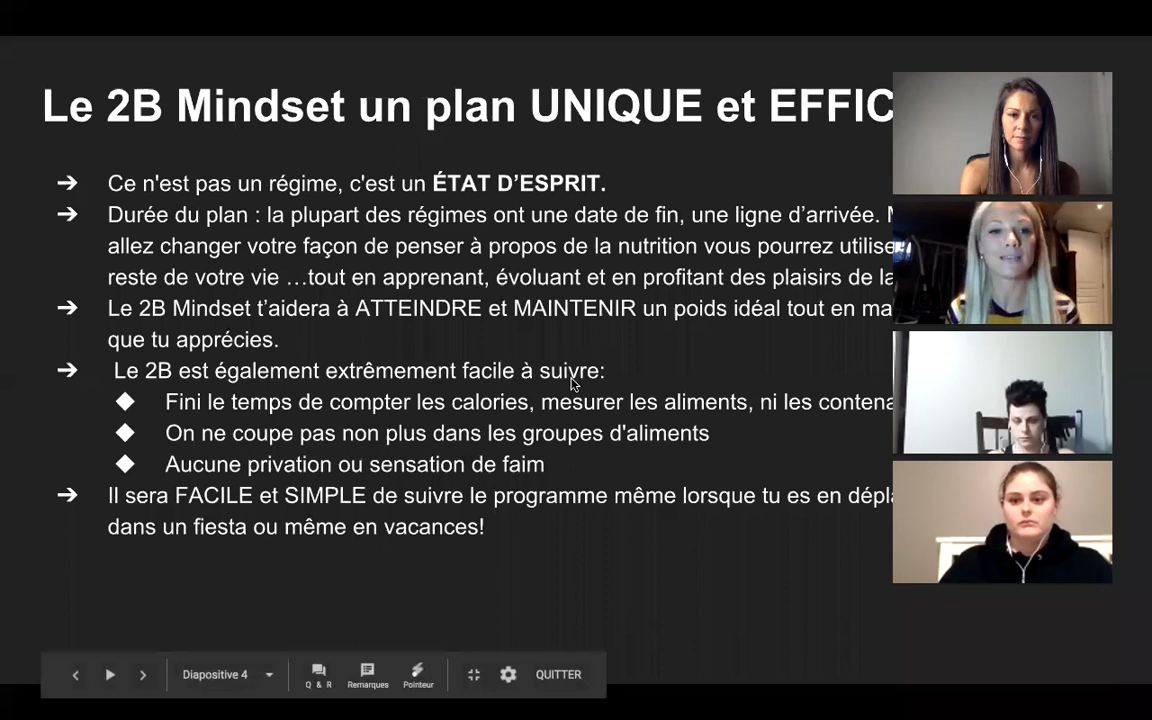 Le 2B Mindset un plan UNIQUE et EFFIC
➔ Ce n'est pas un régime, c'est un ÉTAT D’ESPRIT.
➔ Durée du plan : la plupart des régimes ont une date de fin, une ligne d’arrivée.
allez changer votre façon de penser à propos de la nutrition vous pourrez utilise
reste de votre vie …tout en apprenant, évoluant et en profitant des plaisirs de la
➔ Le 2B Mindset t’aidera à ATTEINDRE et MAINTENIR un poids idéal tout en ma
que tu apprécies.
➔ Le 2B est également extrêmement facile à suivre:
◆ Fini le temps de compter les calories, mesurer les aliments, ni les contena
◆ On ne coupe pas non plus dans les groupes d'aliments
◆ Aucune privation ou sensation de faim
➔ Il sera FACILE et SIMPLE de suivre le programme même lorsque tu es en dépl
dans un fiesta ou même en vacances!
Diapositive 4
Q & R
Remarques
Pointeur
QUITTER